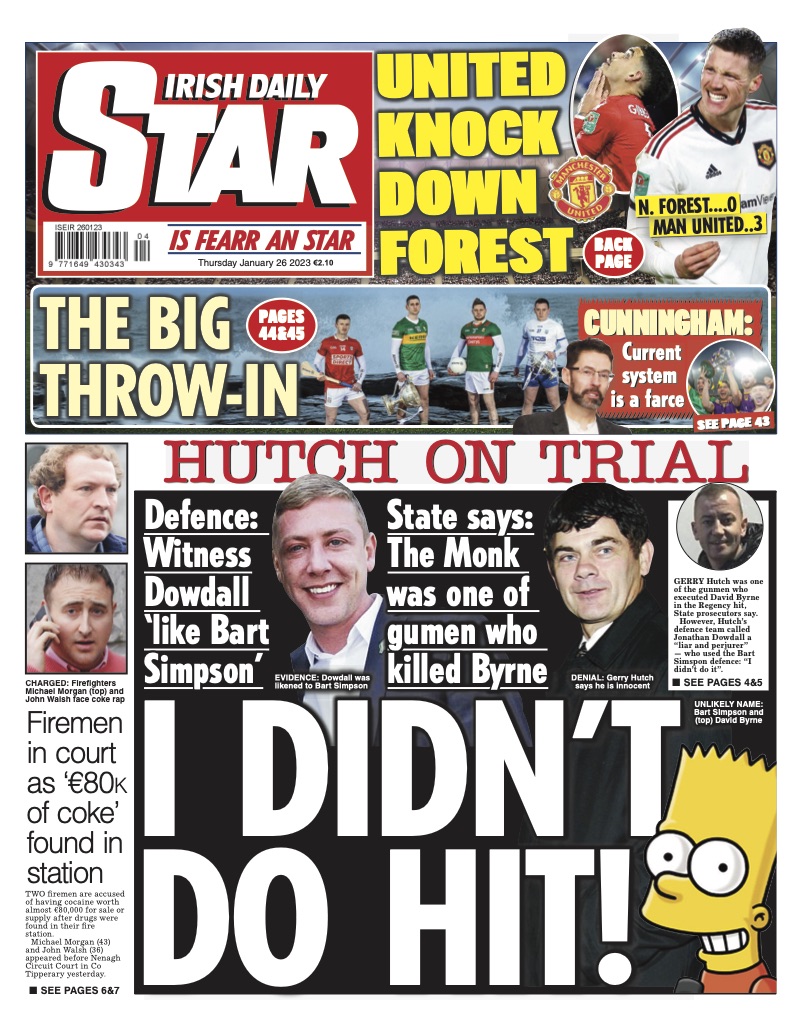 IRISH DAILY
STAR
ISEIR 260123
04
9 771649 430343
IS FEARR AN STAR
Thursday January 26 2023 €2.10
UNITED
KNOCK
DOWN
FOREST
BACK
PAGE
MANCHESTER
UNITED
N. FOREST....0
MAN UNITED..3
THE BIG
THROW-IN
PAGES
44&45
CUNNINGHAM:
Current
system
is a farce
SEE PAGE 43
HUTCH ON TRIAL
CHARGED: Firefighters
Michael Morgan (top) and
John Walsh face coke rap
Firemen
in court
as ‘€80K
of coke’
found in
station
TWO firemen are accused
of having cocaine worth
almost €80,000 for sale or
supply after drugs were
found in their fire
station.
Michael Morgan (43)
and John Walsh (36)
appeared before Nenagh
Circuit Court in Co
Tipperary yesterday.
■ SEE PAGES 6&7
Defence:
Witness
Dowdall
‘like Bart
Simpson’
EVIDENCE: Dowdall was
likened to Bart Simpson
State says:
The Monk
was one of
gumen who
killed Byrne
DENIAL: Gerry Hutch
says he is innocent
GERRY Hutch was one
of the gunmen who
executed David Byrne
in the Regency hit,
State prosecutors say.
However, Hutch’s
defence team called
Jonathan Dowdall a
“liar and perjurer”
— who used the Bart
Simspon defence: “I
didn’t do it”.
■ SEE PAGES 4&5
UNLIKELY NAME:
Bart Simpson and
(top) David Byrne
I DIDN’T
DO HIT!